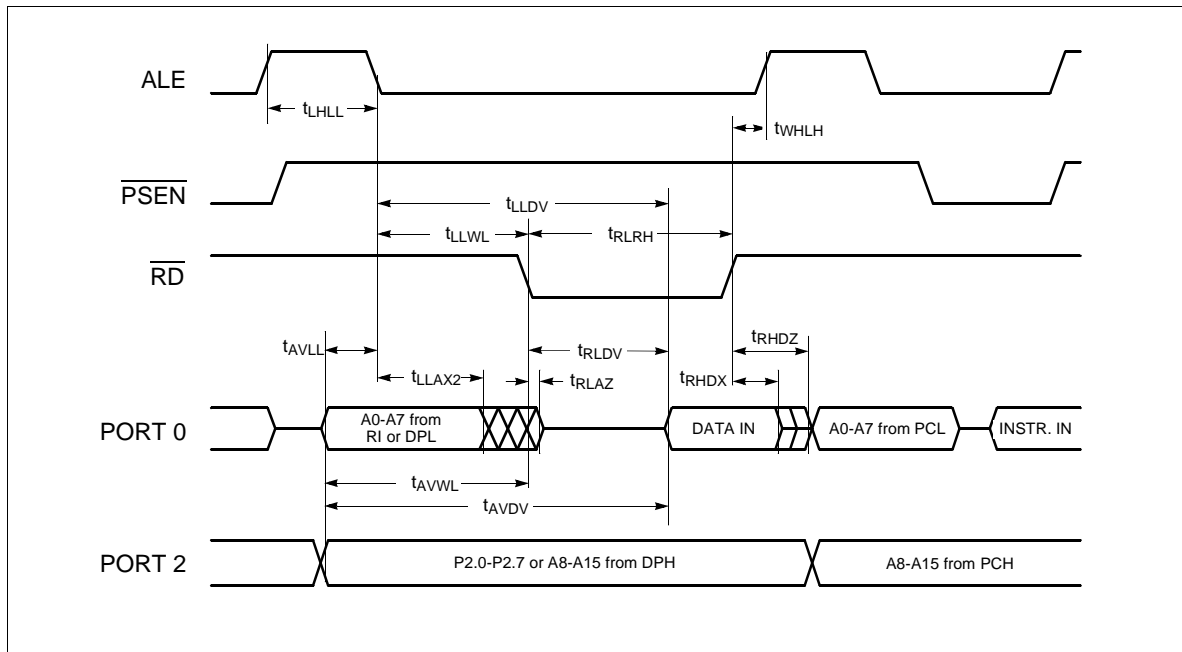 ALE
tLHLL
tWHLH
PSEN
tLLDV
tLLWL
tRLRH
RD
tAVLL
tRLDV
tRHDZ
tLLAX2
tRLAZ
tRHDX
PORT 0
A0-A7 from
RI or DPL
DATA IN
A0-A7 from PCL
INSTR. IN
tAVWL
tAVDV
PORT 2
P2.0-P2.7 or A8-A15 from DPH
A8-A15 from PCH